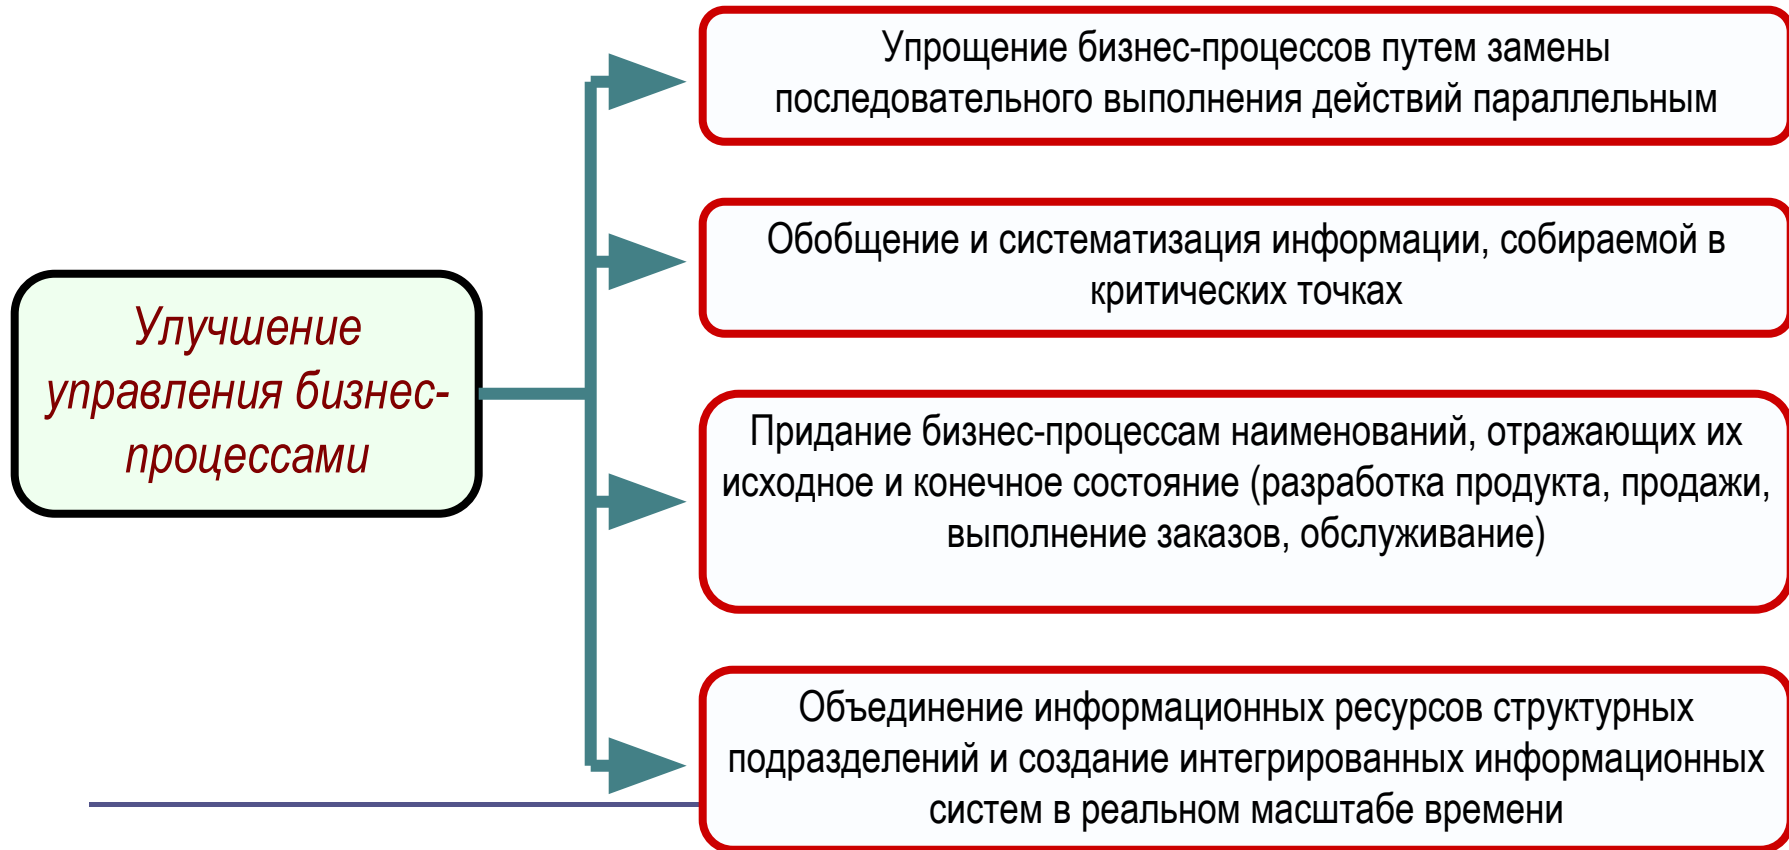 Улучшение
управления бизнес-
процессами
Упрощение бизнес-процессов путем замены
последовательного выполнения действий параллельным
Обобщение и систематизация информации, собираемой в
критических точках
Придание бизнес-процессам наименований, отражающих их
исходное и конечное состояние (разработка продукта, продажи,
выполнение заказов, обслуживание)
Объединение информационных ресурсов структурных
подразделений и создание интегрированных информационных
систем в реальном масштабе времени